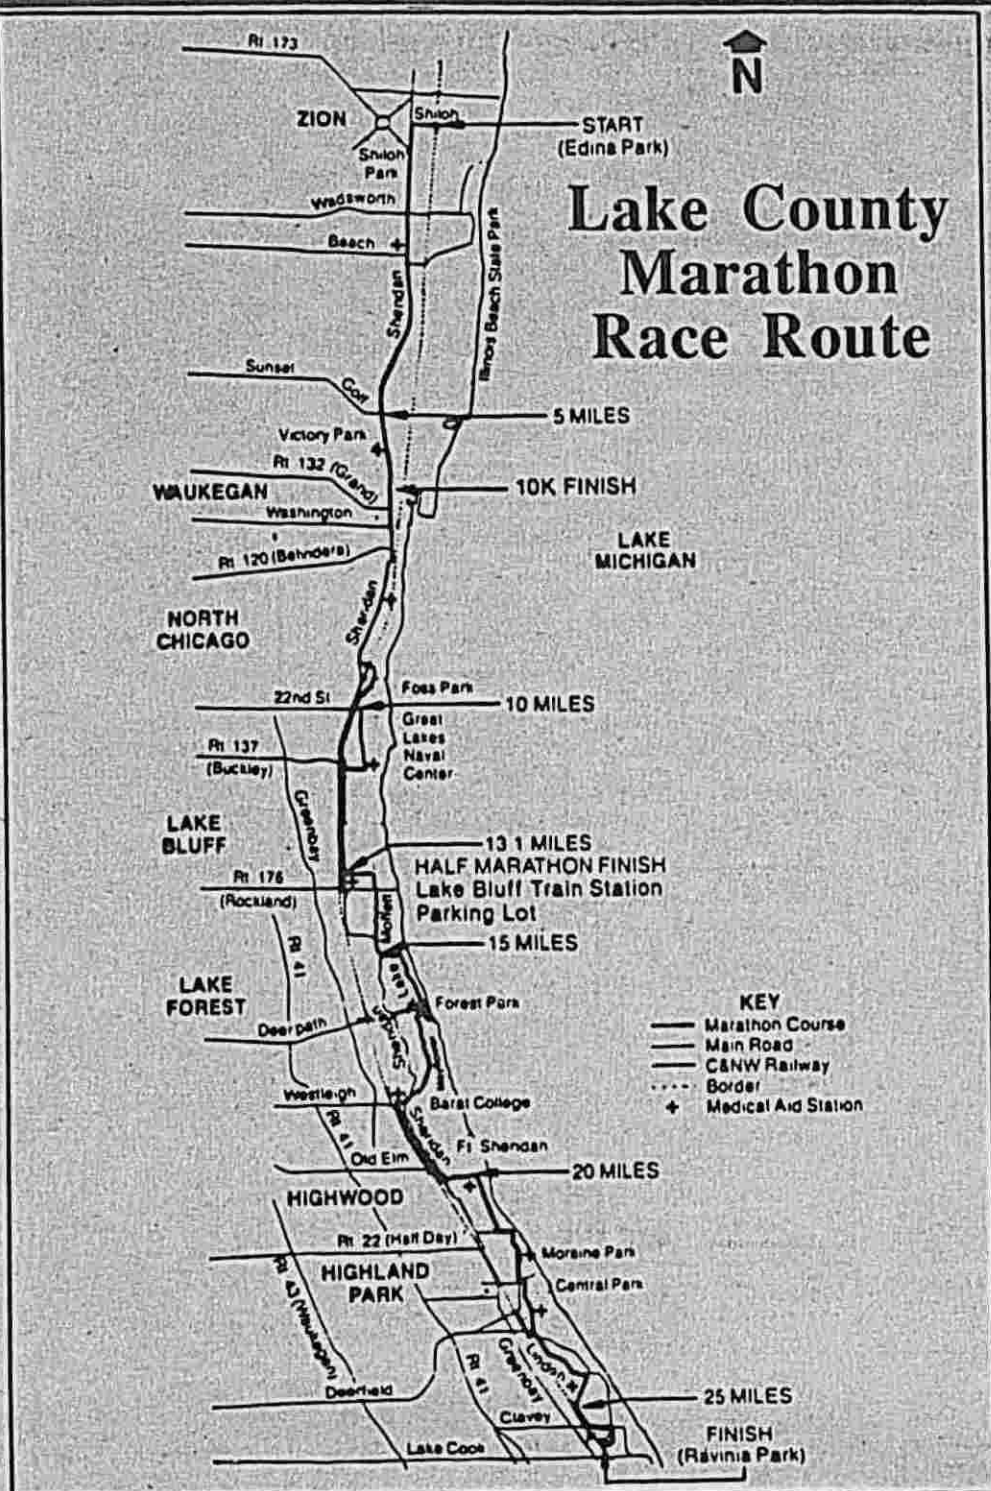 Rt 173
N
ZION
Shiloh
START
(Edina Park)
Shiloh
Park
Lake County
Marathon
Race Route
Wadsworth
Beach
Illinois Beach State Park
Sheridan
Sunset
Golf
5 MILES
Victory Park
Rt 132 (Grand)
WAUKEGAN
10K FINISH
Washington
LAKE
MICHIGAN
Rt 120
Sheridan
NORTH
CHICAGO
22nd St
Foss Park
10 MILES
Great
Lakes
Naval
Center
Rt 137
(Buckley)
Greenbay
LAKE
BLUFF
13 1 MILES
HALF MARATHON FINISH
Lake Bluff Train Station
Parking Lot
Rt 176
(Rockland)
Moffett
Rt 41
15 MILES
Lake
LAKE
FOREST
Forest Park
Deerpath
Sheridan
KEY
Marathon Course
Main Road
C&NW Railway
Border
Medical Aid Station
Westleigh
Barat College
Rt 41
Sheridan
Ft Sheridan
Old Elm
20 MILES
HIGHWOOD
Rt 22 (Half Day)
Moraine Park
HIGHLAND
PARK
Central Park
Rt 43 (Waukegan)
Linden
Greenbay
Rt 41
Deerfield
25 MILES
Clavey
FINISH
(Ravinia Park)
Lake Cook